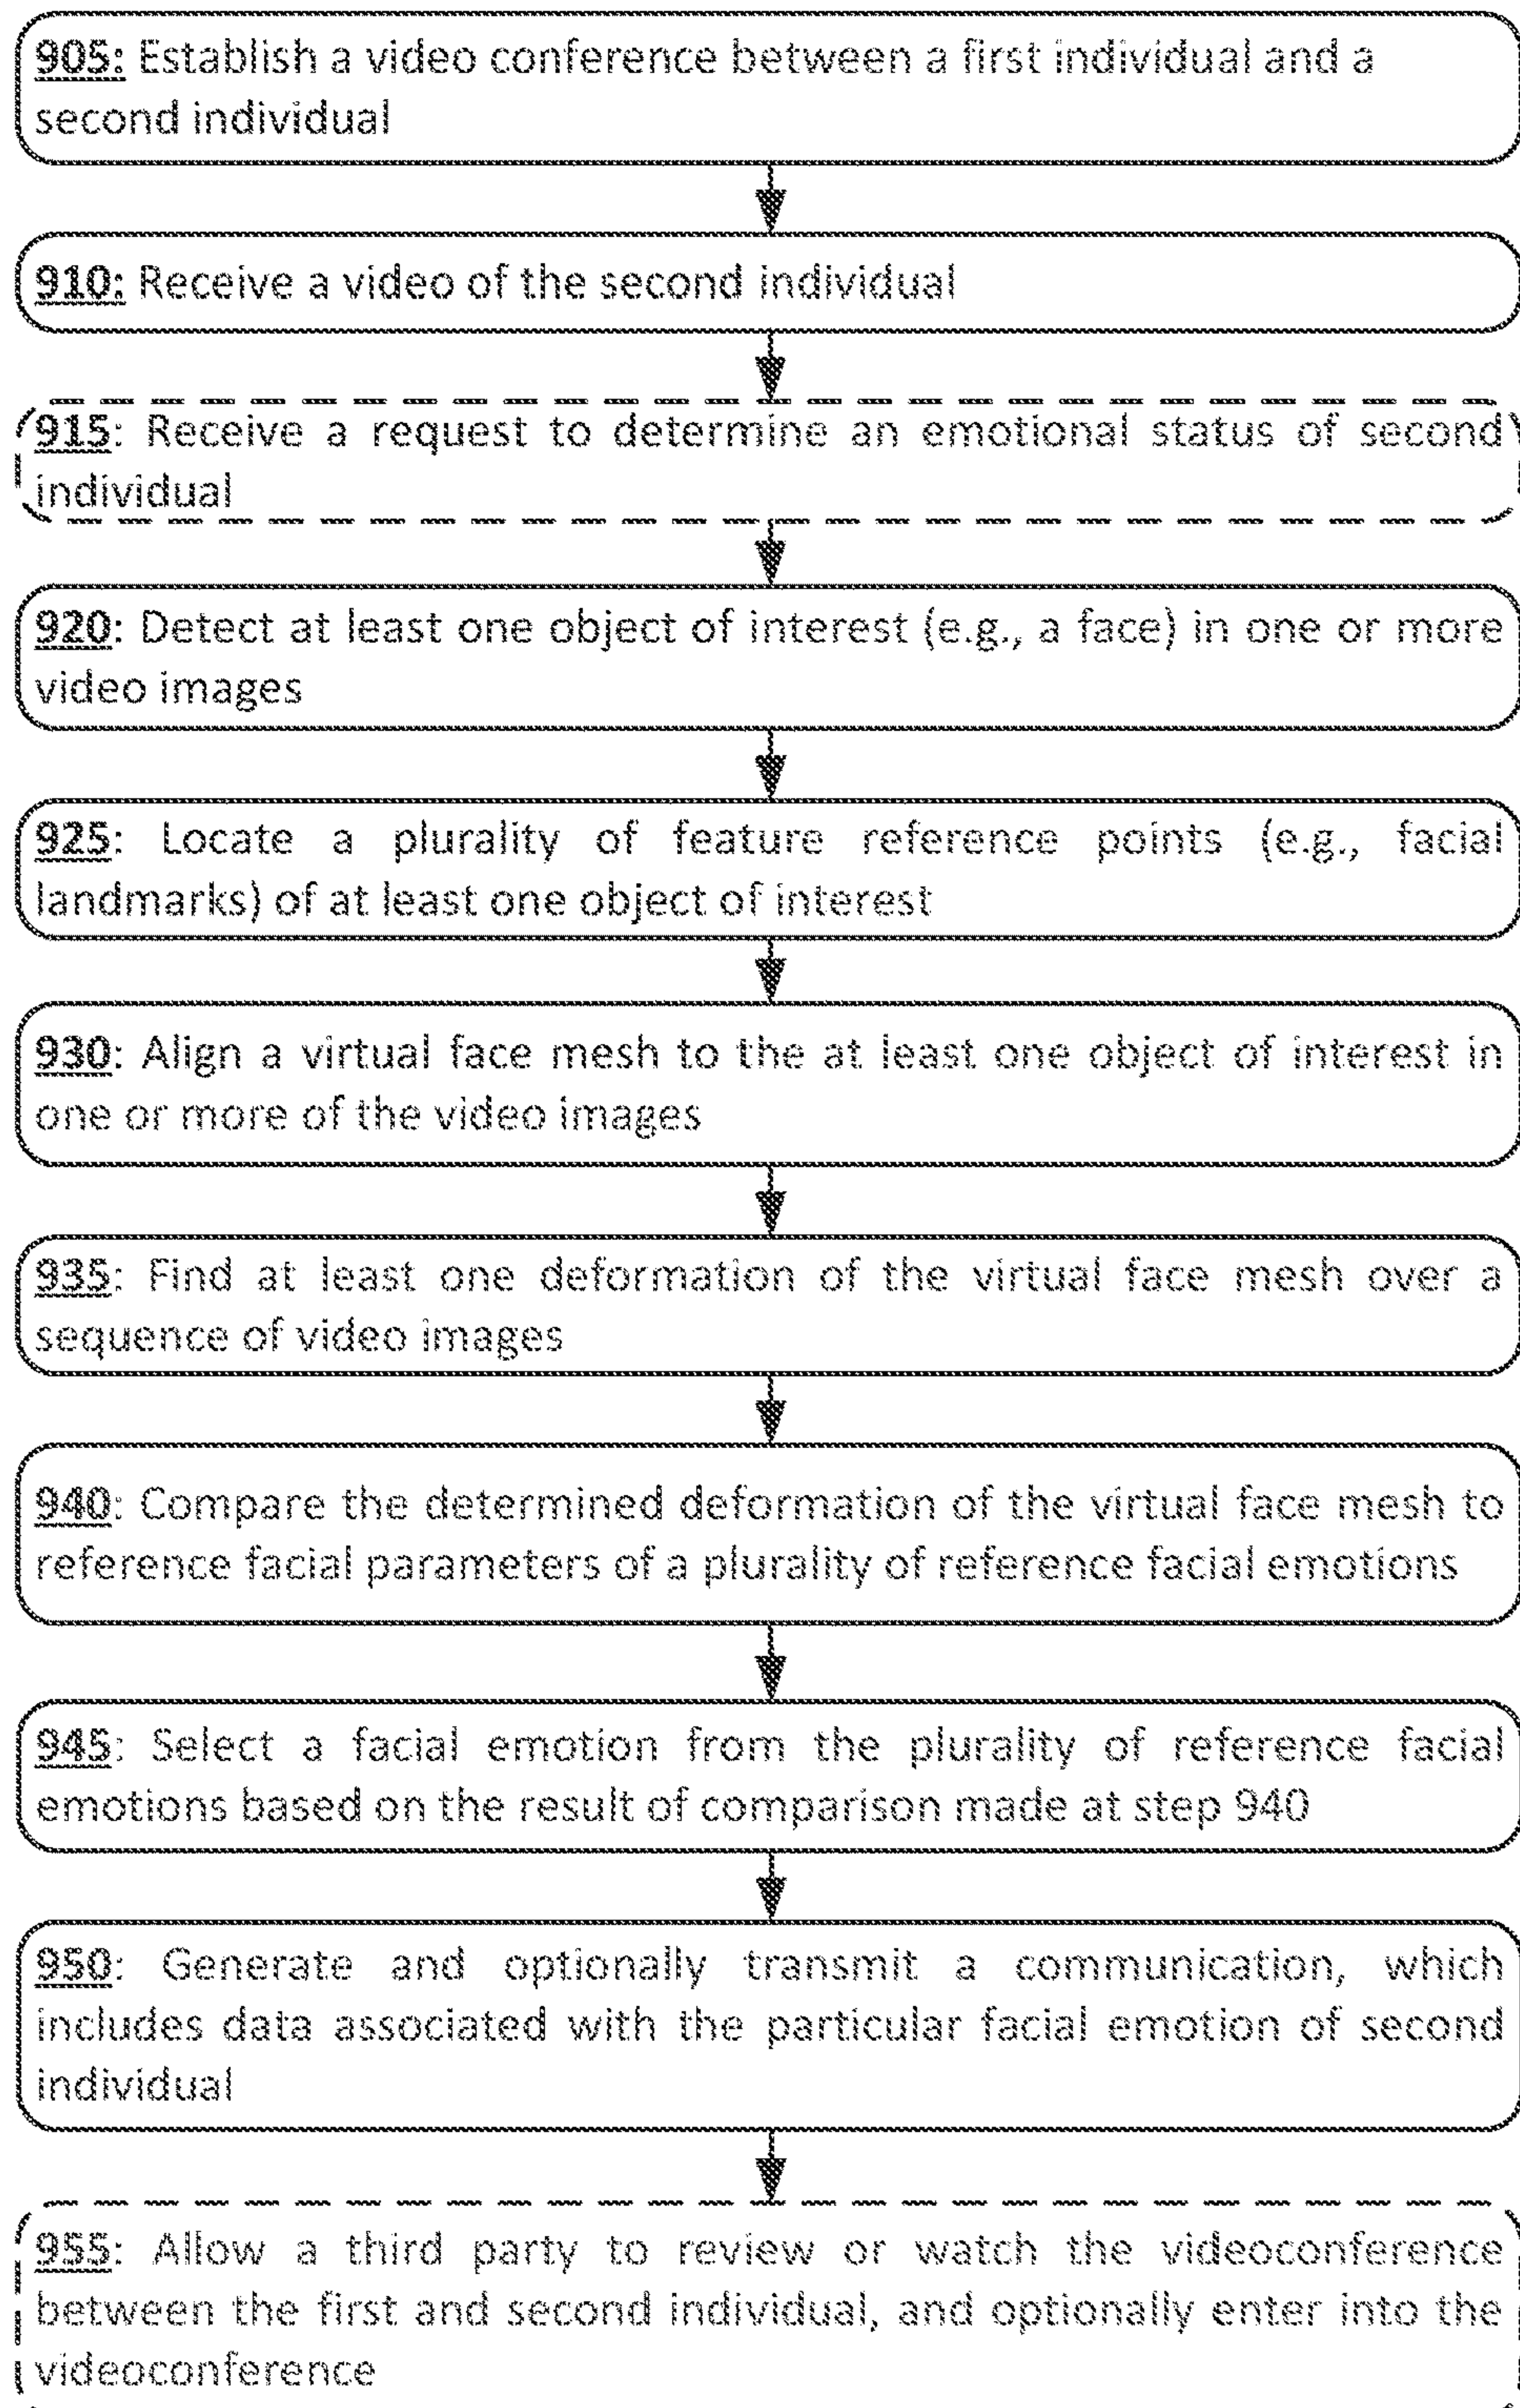 905: Establish a video conference between a first individual and a
second individual
910: Receive a video of the second individual
915: Receive a request to determine an emotional status of second
individual
920: Detect at least one object of interest (e.g., a face) in one or more
video images
925: Locate a plurality of feature reference points (e.g., facial
landmarks) of at least one object of interest
930: Align a virtual face mesh to the at least one object of interest in
one or more of the video images
935: Find at least one deformation of the virtual face mesh over a
sequence of video images
940: Compare the determined deformation of the virtual face mesh to
reference facial parameters of a plurality of reference facial emotions
945: Select a facial emotion from the plurality of reference facial
emotions based on the result of comparison made at step 940
950: Generate and optionally transmit a communication, which
includes data associated with the particular facial emotion of second
individual
955: Allow a third party to review or watch the videoconference
between the first and second individual, and optionally enter into the
videoconference